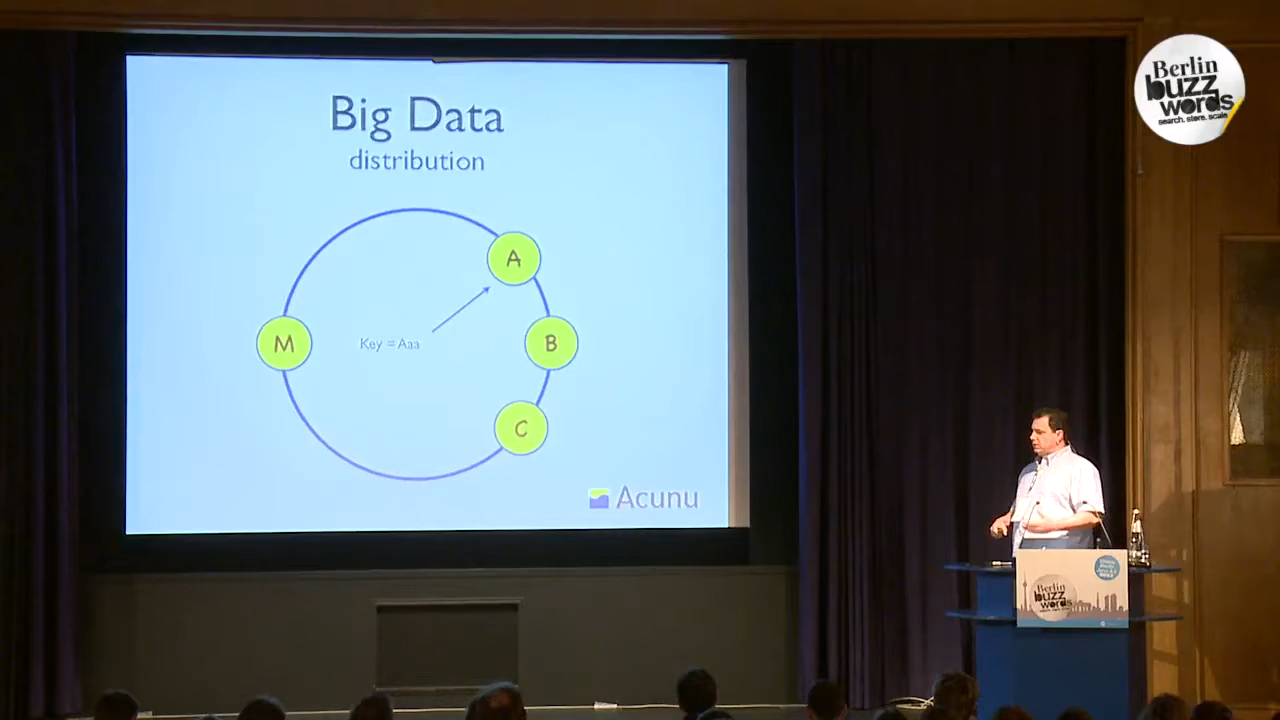 Big Data
distribution
A
M
Key = Aaa
B
C
Acunu
Berlin
buzz
words
search. store. scale
Berlin
buzz
words